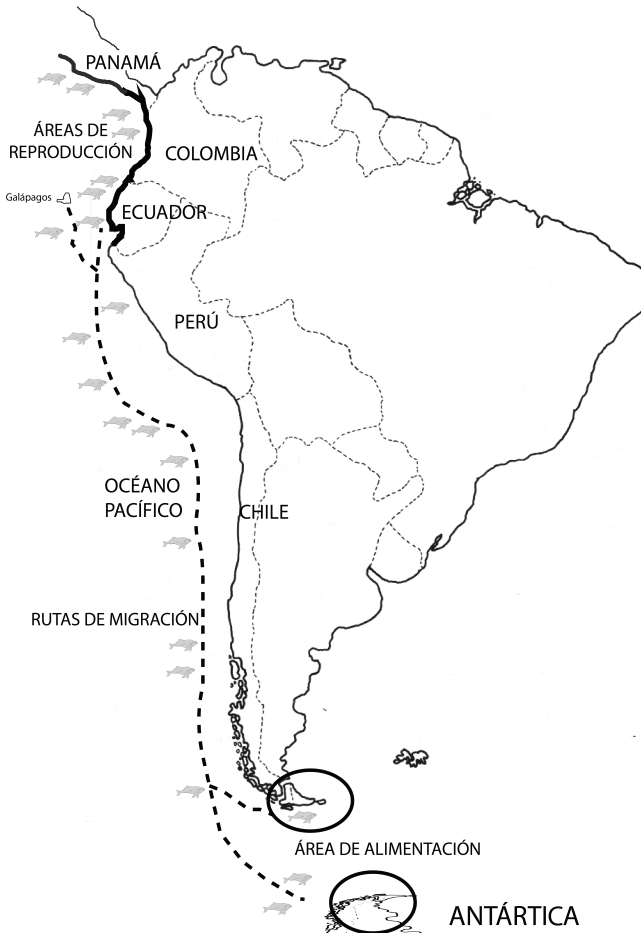 PANAMÁ
ÁREAS DE
REPRODUCCIÓN
COLOMBIA
Galápagos
ECUADOR
PERÚ
OCÉANO
PACÍFICO
CHILE
RUTAS DE MIGRACIÓN
ÁREA DE ALIMENTACIÓN
ANTÁRTICA